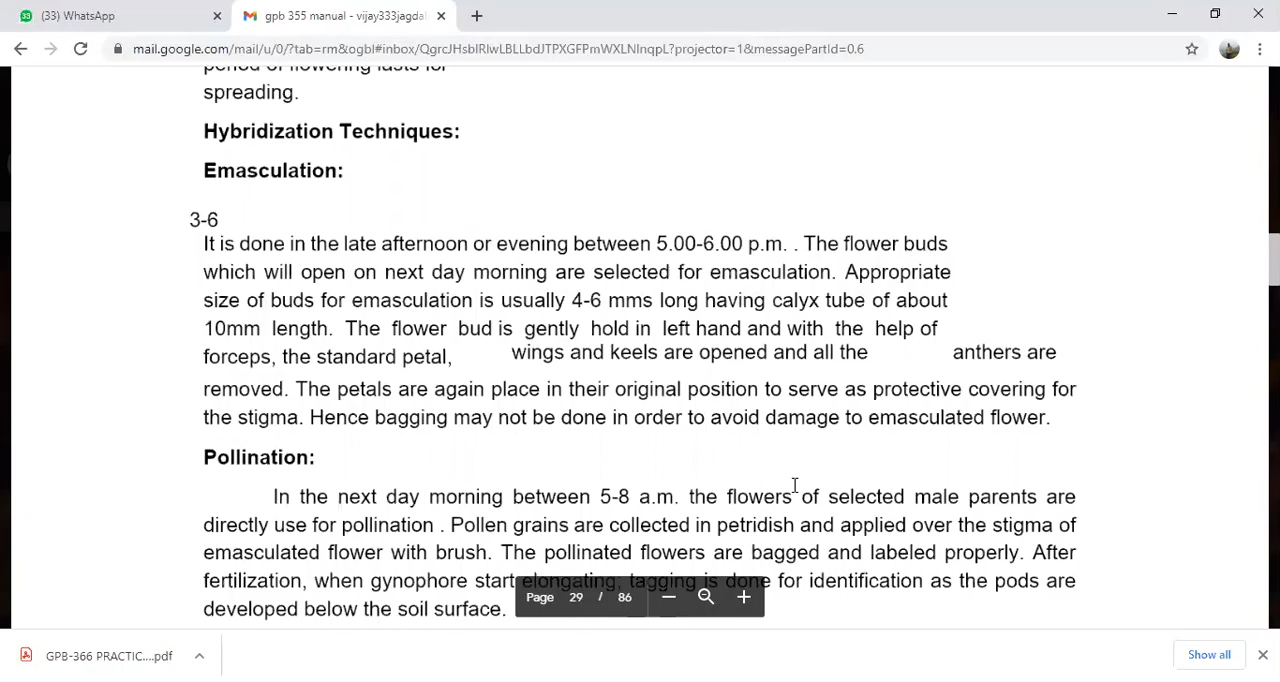 (33) WhatsApp
gpb 355 manual - vijay333jagdal
mail.google.com/mail/u/0/?tab=rm&ogbl#inbox/QgrcJHsblRlwLBLLbdJTPXGFPmWXLNlnqpL?projector=1&messagePartId=0.6
period of flowering lasts for
spreading.
Hybridization Techniques:
Emasculation:
3-6
It is done in the late afternoon or evening between 5.00-6.00 p.m. . The flower buds
which will open on next day morning are selected for emasculation. Appropriate
size of buds for emasculation is usually 4-6 mms long having calyx tube of about
10mm length. The flower bud is gently hold in left hand and with the help of
forceps, the standard petal, wings and keels are opened and all the anthers are
removed. The petals are again place in their original position to serve as protective covering for
the stigma. Hence bagging may not be done in order to avoid damage to emasculated flower.
Pollination:
In the next day morning between 5-8 a.m. the flowers of selected male parents are
directly use for pollination . Pollen grains are collected in petridish and applied over the stigma of
emasculated flower with brush. The pollinated flowers are bagged and labeled properly. After
fertilization, when gynophore start elongating, tagging is done for identification as the pods are
developed below the soil surface.
Page 29 / 86
GPB-366 PRACTIC....pdf
Show all